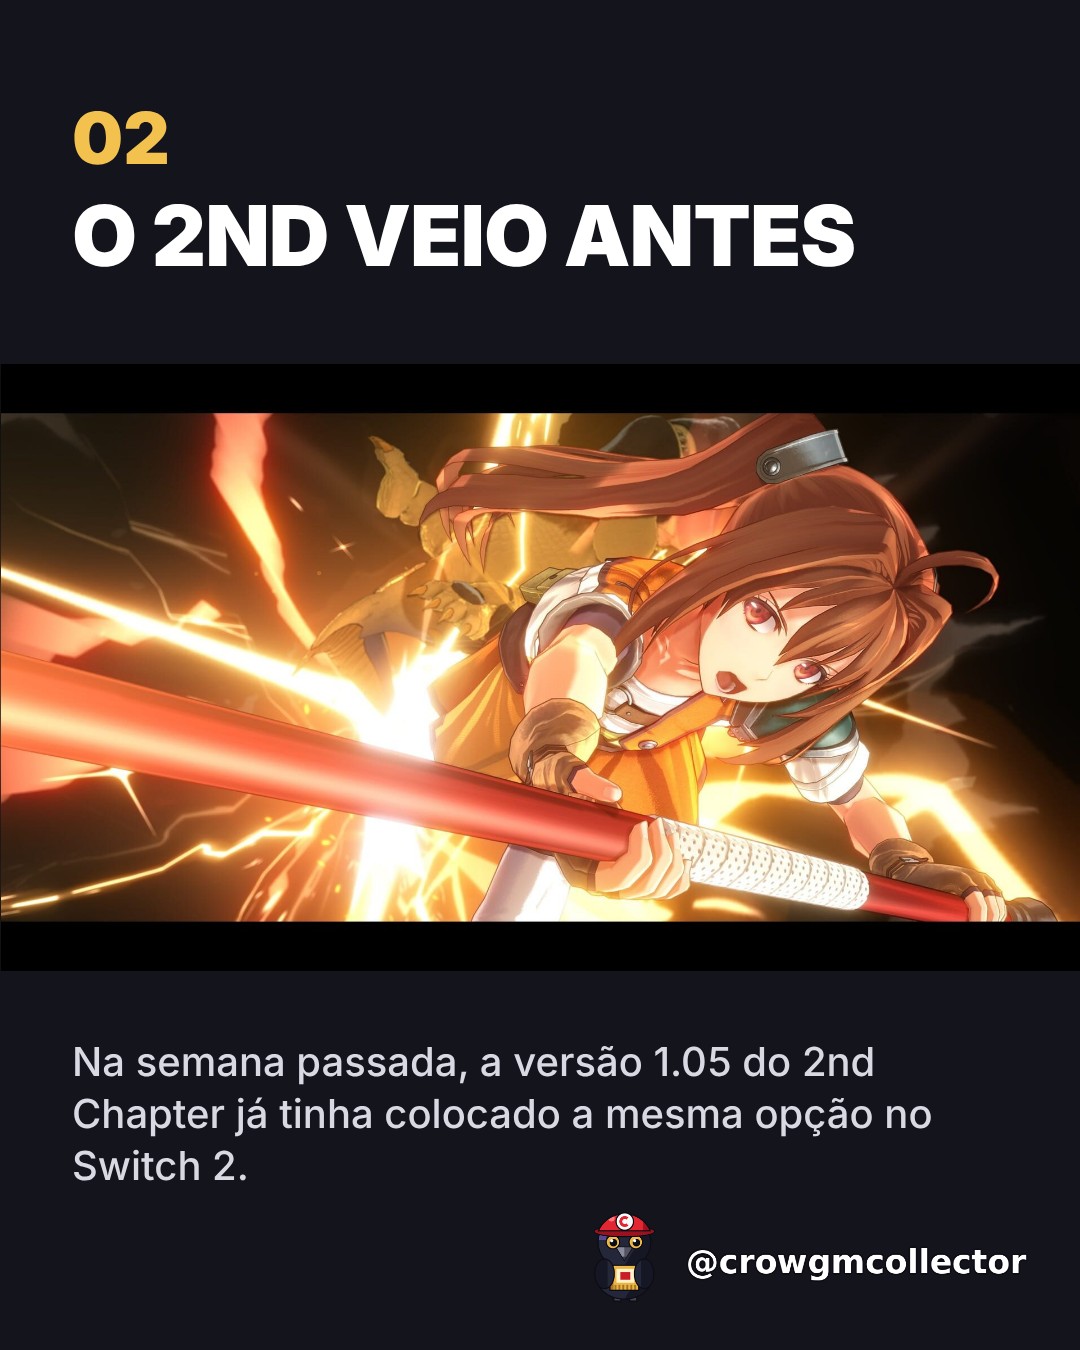 02
O 2ND VEIO ANTES
Na semana passada, a versão 1.05 do 2nd
Chapter já tinha colocado a mesma opção no
Switch 2.
C
@crowgmcollector